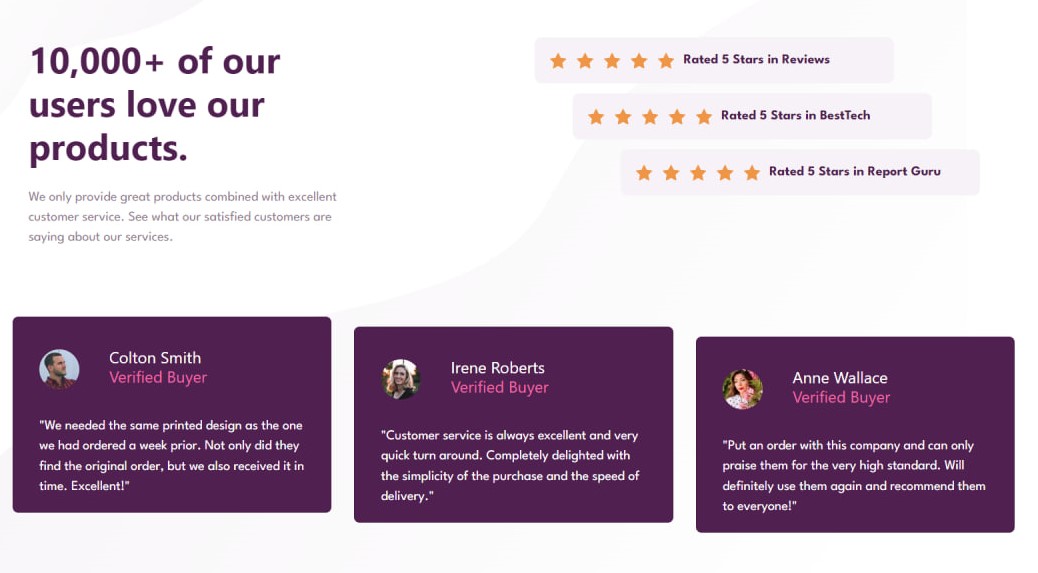 10,000+ of our
users love our
products.
We only provide great products combined with excellent
customer service. See what our satisfied customers are
saying about our services.
Rated 5 Stars in Reviews
Rated 5 Stars in BestTech
Rated 5 Stars in Report Guru
Colton Smith
Verified Buyer
"We needed the same printed design as the one
we had ordered a week prior. Not only did they
find the original order, but we also received it in
time. Excellent!"
Irene Roberts
Verified Buyer
"Customer service is always excellent and very
quick turn around. Completely delighted with
the simplicity of the purchase and the speed of
delivery."
Anne Wallace
Verified Buyer
"Put an order with this company and can only
praise them for the very high standard. Will
definitely use them again and recommend them
to everyone!"